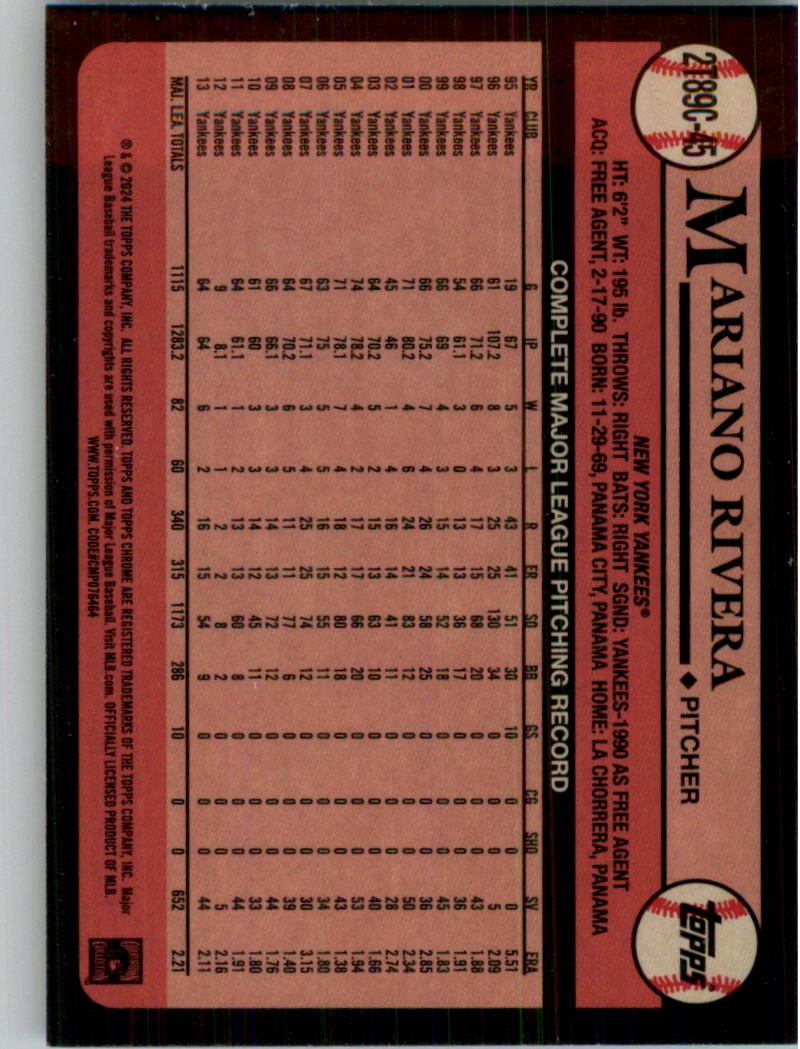 2T89C-45
MARIANO RIVERA
♦ PITCHER
topps®
NEW YORK YANKEES®
HT: 6'2" WT: 195 lb. THROWS: RIGHT BATS: RIGHT SGND: YANKEES-1990 AS FREE AGENT
ACQ: FREE AGENT, 2-17-90 BORN: 11-29-69, PANAMA CITY, PANAMA HOME: LA CHORRERA, PANAMA
COMPLETE MAJOR LEAGUE PITCHING RECORD
YR CLUB G IP W L R ER SO BB GS CG SHO SV ERA
95 Yankees 19 67 5 3 43 41 51 30 10 0 0 0 5.51
96 Yankees 61 107.2 8 3 25 25 130 34 0 0 0 5 2.09
97 Yankees 66 71.2 6 4 17 15 68 20 0 0 0 43 1.88
98 Yankees 54 61.1 3 0 13 13 36 17 0 0 0 36 1.91
99 Yankees 66 69 4 3 15 14 52 18 0 0 0 45 1.83
00 Yankees 66 75.2 7 4 26 24 58 25 0 0 0 36 2.85
01 Yankees 71 80.2 4 6 24 21 83 12 0 0 0 50 2.34
02 Yankees 45 46 1 4 16 14 41 11 0 0 0 28 2.74
03 Yankees 64 70.2 5 2 15 13 63 10 0 0 0 40 1.66
04 Yankees 74 78.2 4 2 17 17 66 20 0 0 0 53 1.94
05 Yankees 71 78.1 7 4 18 12 80 18 0 0 0 43 1.38
06 Yankees 63 75 5 5 16 15 55 11 0 0 0 34 1.80
07 Yankees 67 71.1 3 4 25 25 74 12 0 0 0 30 3.15
08 Yankees 64 70.2 6 5 11 11 77 6 0 0 0 39 1.40
09 Yankees 66 66.1 3 3 14 13 72 12 0 0 0 44 1.76
10 Yankees 61 60 3 3 14 12 45 11 0 0 0 33 1.80
11 Yankees 64 61.1 1 2 13 13 60 8 0 0 0 44 1.91
12 Yankees 9 8.1 1 1 2 2 8 2 0 0 0 5 2.16
13 Yankees 64 64 6 2 16 15 54 9 0 0 0 44 2.11
MAJ. LEA. TOTALS 1115 1283.2 82 60 340 315 1173 286 10 0 0 652 2.21
® & © 2024 THE TOPPS COMPANY, INC. ALL RIGHTS RESERVED. TOPPS AND TOPPS CHROME ARE REGISTERED TRADEMARKS OF THE TOPPS COMPANY, INC. Major
League Baseball trademarks and copyrights are used with permission of Major League Baseball. Visit MLB.com. OFFICIALLY LICENSED PRODUCT OF MLB.
WWW.TOPPS.COM. CODE#CMP076464
COOPERSTOWN
COLLECTION